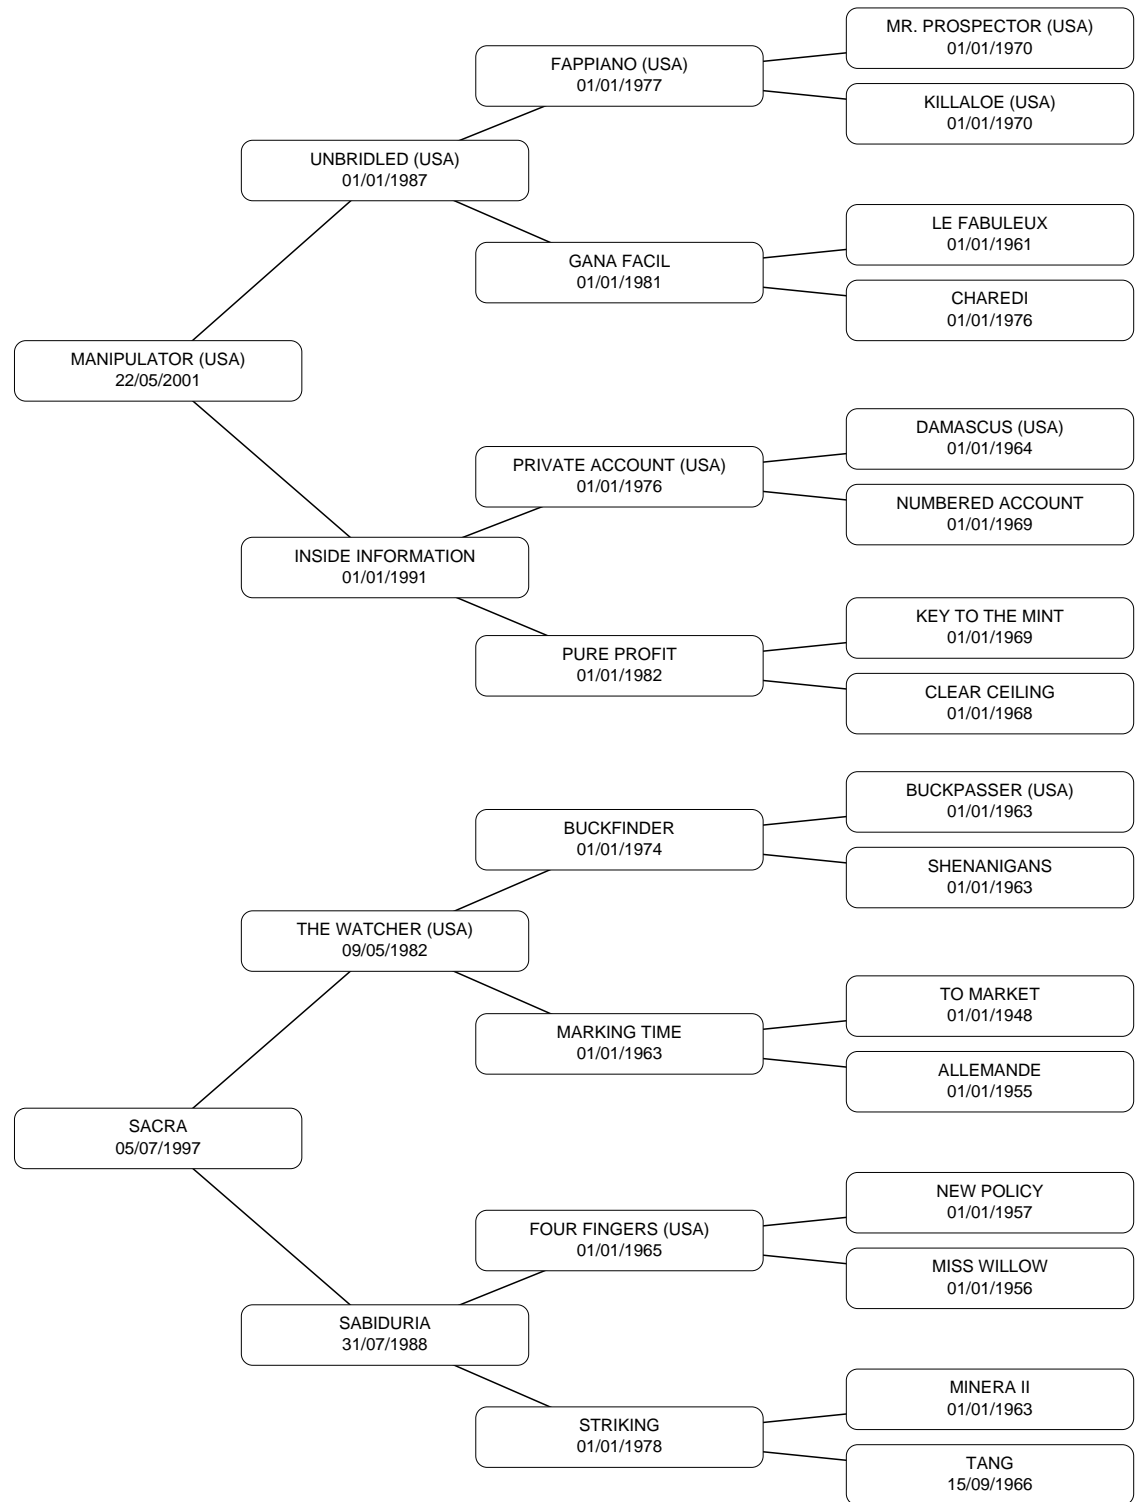 MR. PROSPECTOR (USA)
01/01/1970
FAPPIANO (USA)
01/01/1977
KILLALOE (USA)
01/01/1970
UNBRIDLED (USA)
01/01/1987
LE FABULEUX
01/01/1961
GANA FACIL
01/01/1981
CHAREDI
01/01/1976
MANIPULATOR (USA)
22/05/2001
DAMASCUS (USA)
01/01/1964
PRIVATE ACCOUNT (USA)
01/01/1976
NUMBERED ACCOUNT
01/01/1969
INSIDE INFORMATION
01/01/1991
KEY TO THE MINT
01/01/1969
PURE PROFIT
01/01/1982
CLEAR CEILING
01/01/1968
BUCKPASSER (USA)
01/01/1963
BUCKFINDER
01/01/1974
SHENANIGANS
01/01/1963
THE WATCHER (USA)
09/05/1982
TO MARKET
01/01/1948
MARKING TIME
01/01/1963
ALLEMANDE
01/01/1955
SACRA
05/07/1997
NEW POLICY
01/01/1957
FOUR FINGERS (USA)
01/01/1965
MISS WILLOW
01/01/1956
SABIDURIA
31/07/1988
MINERA II
01/01/1963
STRIKING
01/01/1978
TANG
15/09/1966